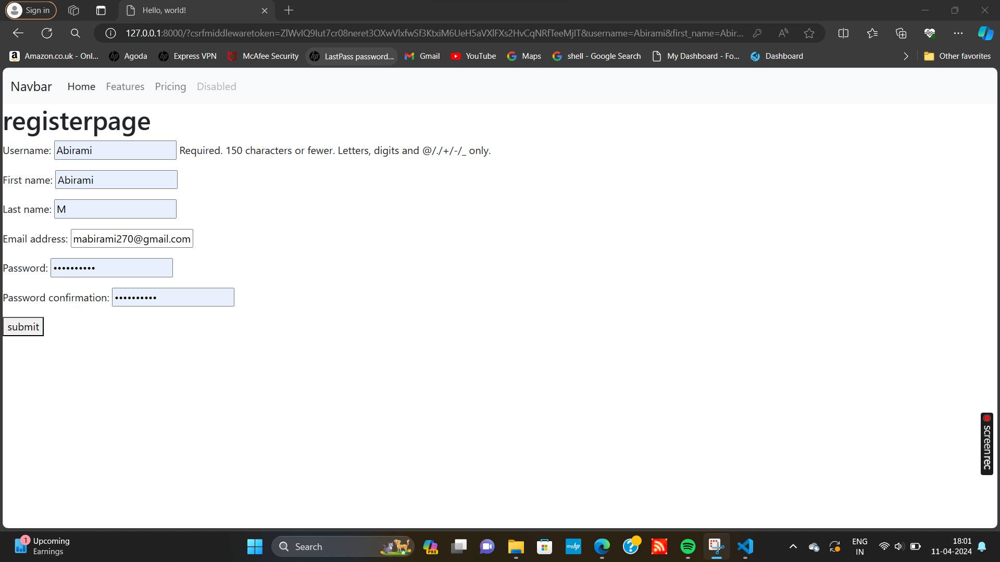 Sign in
Hello, world!
127.0.0.1:8000/?csrfmiddlewaretoken=ZlWvIQ9Iut7cr08neret3OXwVlxfwSf3KtxiM6UeH5aVXlFXs2HvCqNRfTeeMjIT&username=Abirami&first_name=Abir...
Amazon.co.uk - Onl... Agoda Express VPN McAfee Security LastPass password... Gmail YouTube Maps shell - Google Search My Dashboard - Fo... Dashboard Other favorites
Navbar Home Features Pricing Disabled
registerpage
Username: Abirami Required. 150 characters or fewer. Letters, digits and @/./+/-/_ only.
First name: Abirami
Last name: M
Email address: mabirami270@gmail.com
Password: ••••••••••
Password confirmation: ••••••••••
submit
screenrec
1 Upcoming
Earnings
Search
PRE
myhp
ENG
IN
18:01
11-04-2024